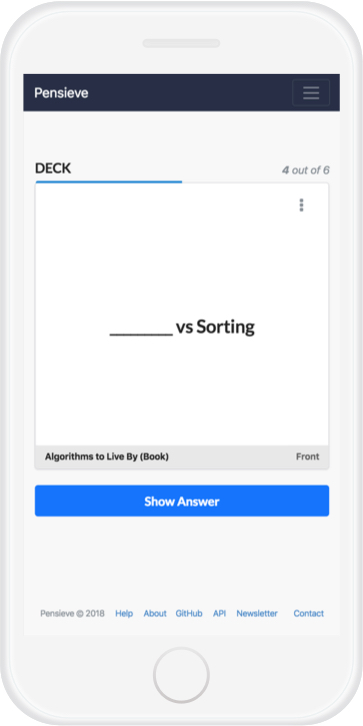 Pensieve
DECK 4 out of 6
________ vs Sorting
Algorithms to Live By (Book) Front
Show Answer
Pensieve © 2018 Help About GitHub API Newsletter Contact